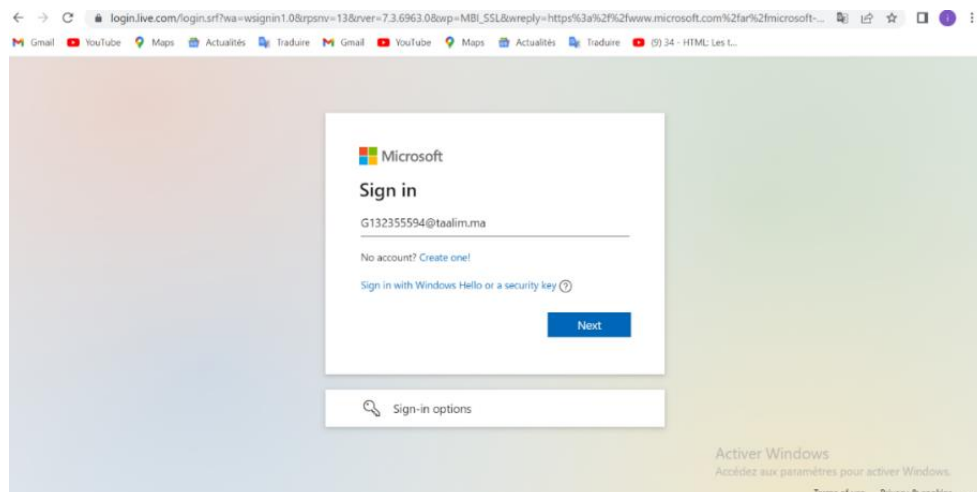 login.live.com/login.srf?wa=wsignin1.0&rpsnv=13&rver=7.3.6963.0&wp=MBI_SSL&wreply=https%3a%2f%2fwww.microsoft.com%2far%2fmicrosoft-...
Gmail YouTube Maps Actualités Traduire Gmail YouTube Maps Actualités Traduire (9) 34 - HTML: Les t...
Microsoft
Sign in
G132355594@taalim.ma
No account? Create one!
Sign in with Windows Hello or a security key
Next
Sign-in options
Activer Windows
Accédez aux paramètres pour activer Windows.